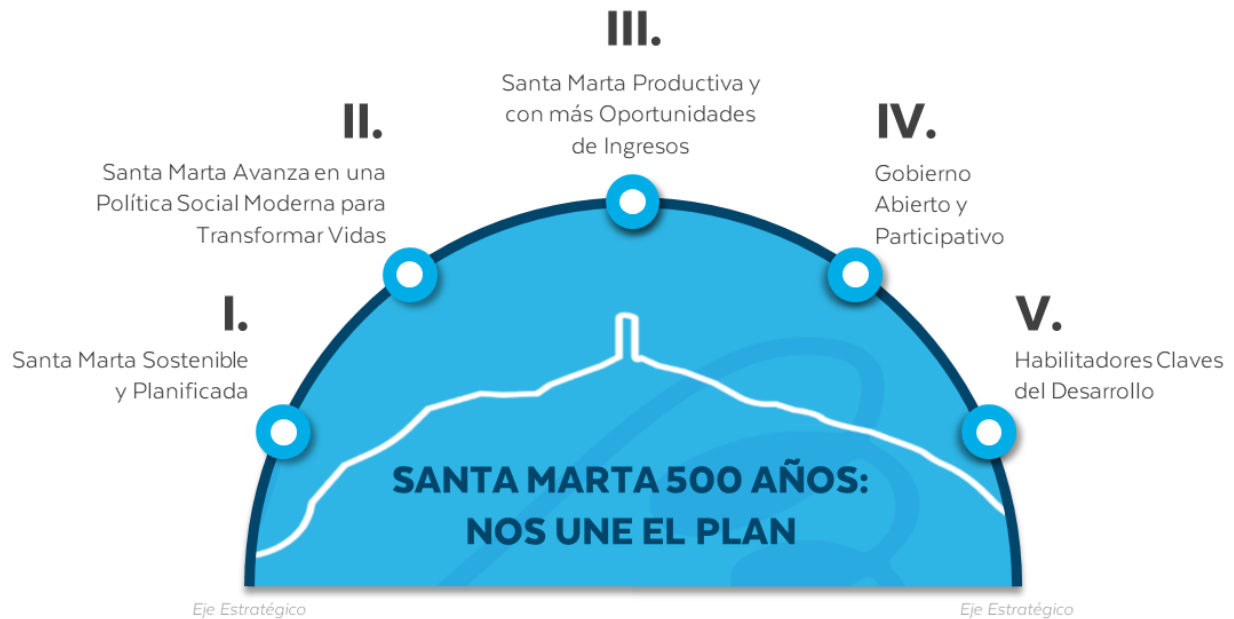 I.
Santa Marta Sostenible
y Planificada
II.
Santa Marta Avanza en una
Política Social Moderna para
Transformar Vidas
III.
Santa Marta Productiva y
con más Oportunidades
de Ingresos
IV.
Gobierno
Abierto y
Participativo
V.
Habilitadores Claves
del Desarrollo
SANTA MARTA 500 AÑOS:
NOS UNE EL PLAN
Eje Estratégico
Eje Estratégico